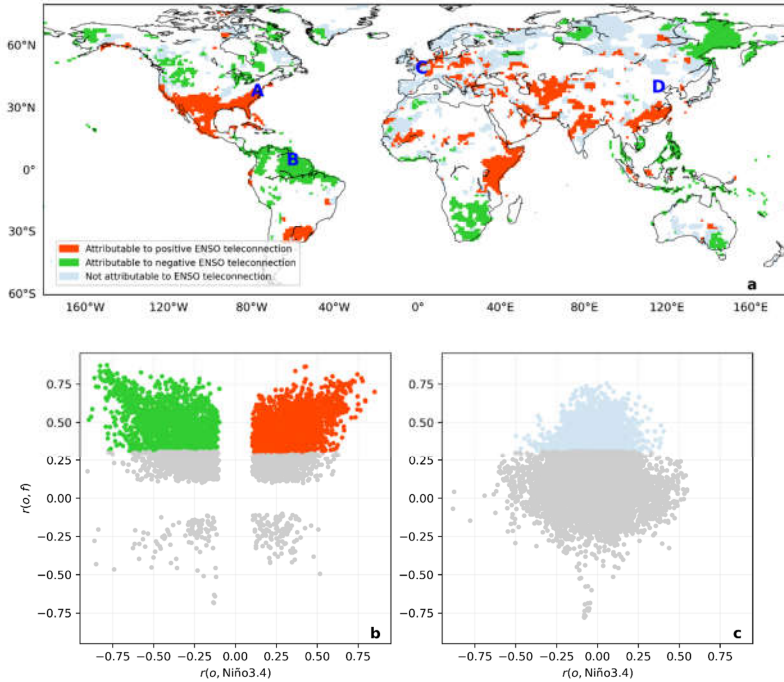 60°N
30°N
0°
30°S
60°S
A
B
C
D
Attributable to positive ENSO teleconnection
Attributable to negative ENSO teleconnection
Not attributable to ENSO teleconnection
a
160°W 120°W 80°W 40°W 0° 40°E 80°E 120°E 160°E
r(o, f)
0.75
0.50
0.25
0.00
−0.25
−0.50
−0.75
b
−0.75 −0.50 −0.25 0.00 0.25 0.50 0.75
r(o, Niño3.4)
0.75
0.50
0.25
0.00
−0.25
−0.50
−0.75
c
−0.75 −0.50 −0.25 0.00 0.25 0.50 0.75
r(o, Niño3.4)